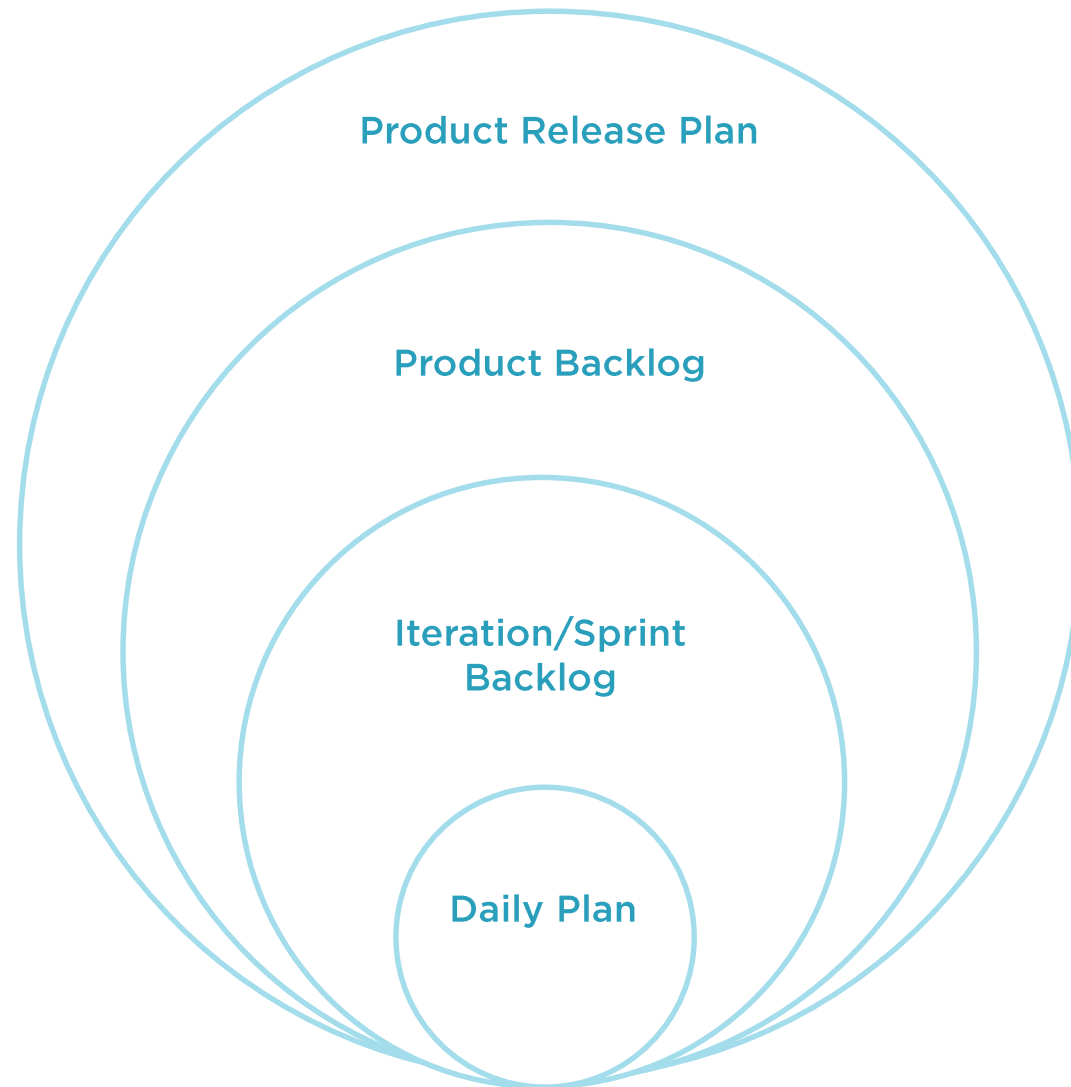 Product Release Plan
Product Backlog
Iteration/Sprint
Backlog
Daily Plan